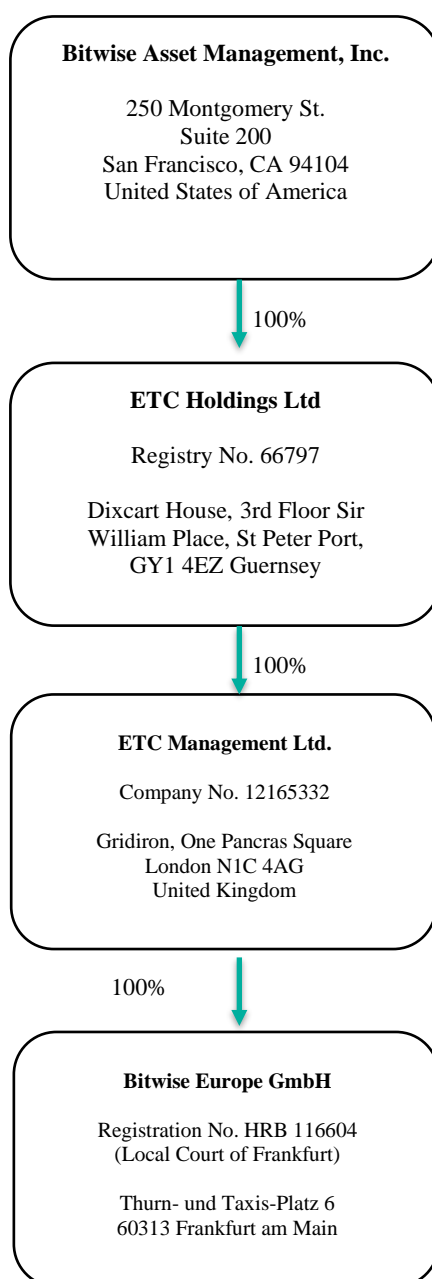 Bitwise Asset Management, Inc.
250 Montgomery St.
Suite 200
San Francisco, CA 94104
United States of America
100%
ETC Holdings Ltd
Registry No. 66797
Dixcart House, 3rd Floor Sir
William Place, St Peter Port,
GY1 4EZ Guernsey
100%
ETC Management Ltd.
Company No. 12165332
Gridiron, One Pancras Square
London N1C 4AG
United Kingdom
100%
Bitwise Europe GmbH
Registration No. HRB 116604
(Local Court of Frankfurt)
Thurn- und Taxis-Platz 6
60313 Frankfurt am Main